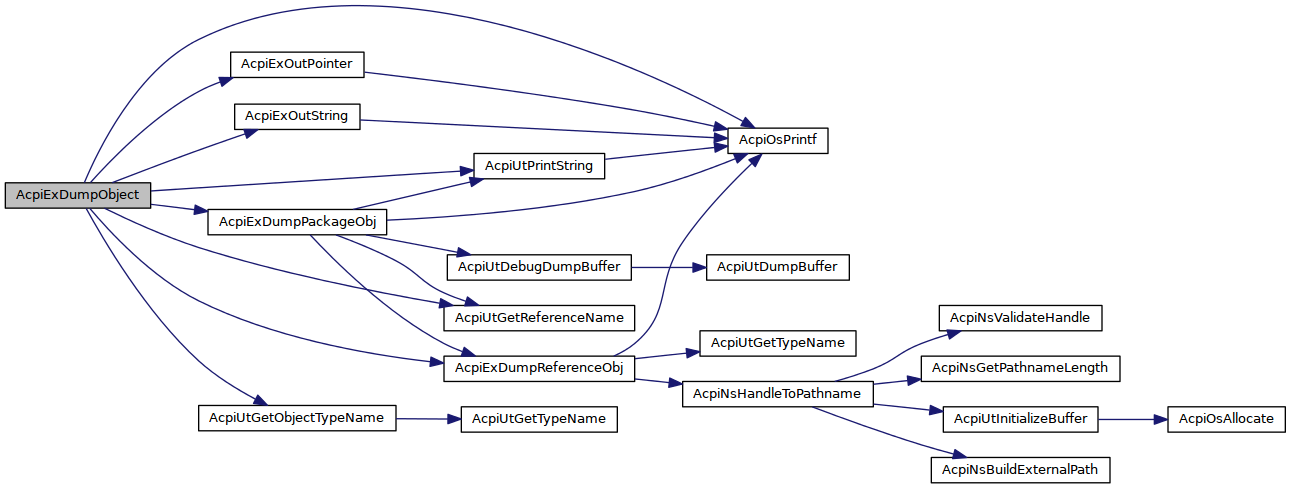 AcpiExDumpObject
AcpiExOutPointer
AcpiExOutString
AcpiOsPrintf
AcpiUtPrintString
AcpiExDumpPackageObj
AcpiUtDebugDumpBuffer
AcpiUtDumpBuffer
AcpiUtGetReferenceName
AcpiExDumpReferenceObj
AcpiUtGetTypeName
AcpiNsHandleToPathname
AcpiNsValidateHandle
AcpiNsGetPathnameLength
AcpiUtInitializeBuffer
AcpiOsAllocate
AcpiNsBuildExternalPath
AcpiUtGetObjectTypeName
AcpiUtGetTypeName